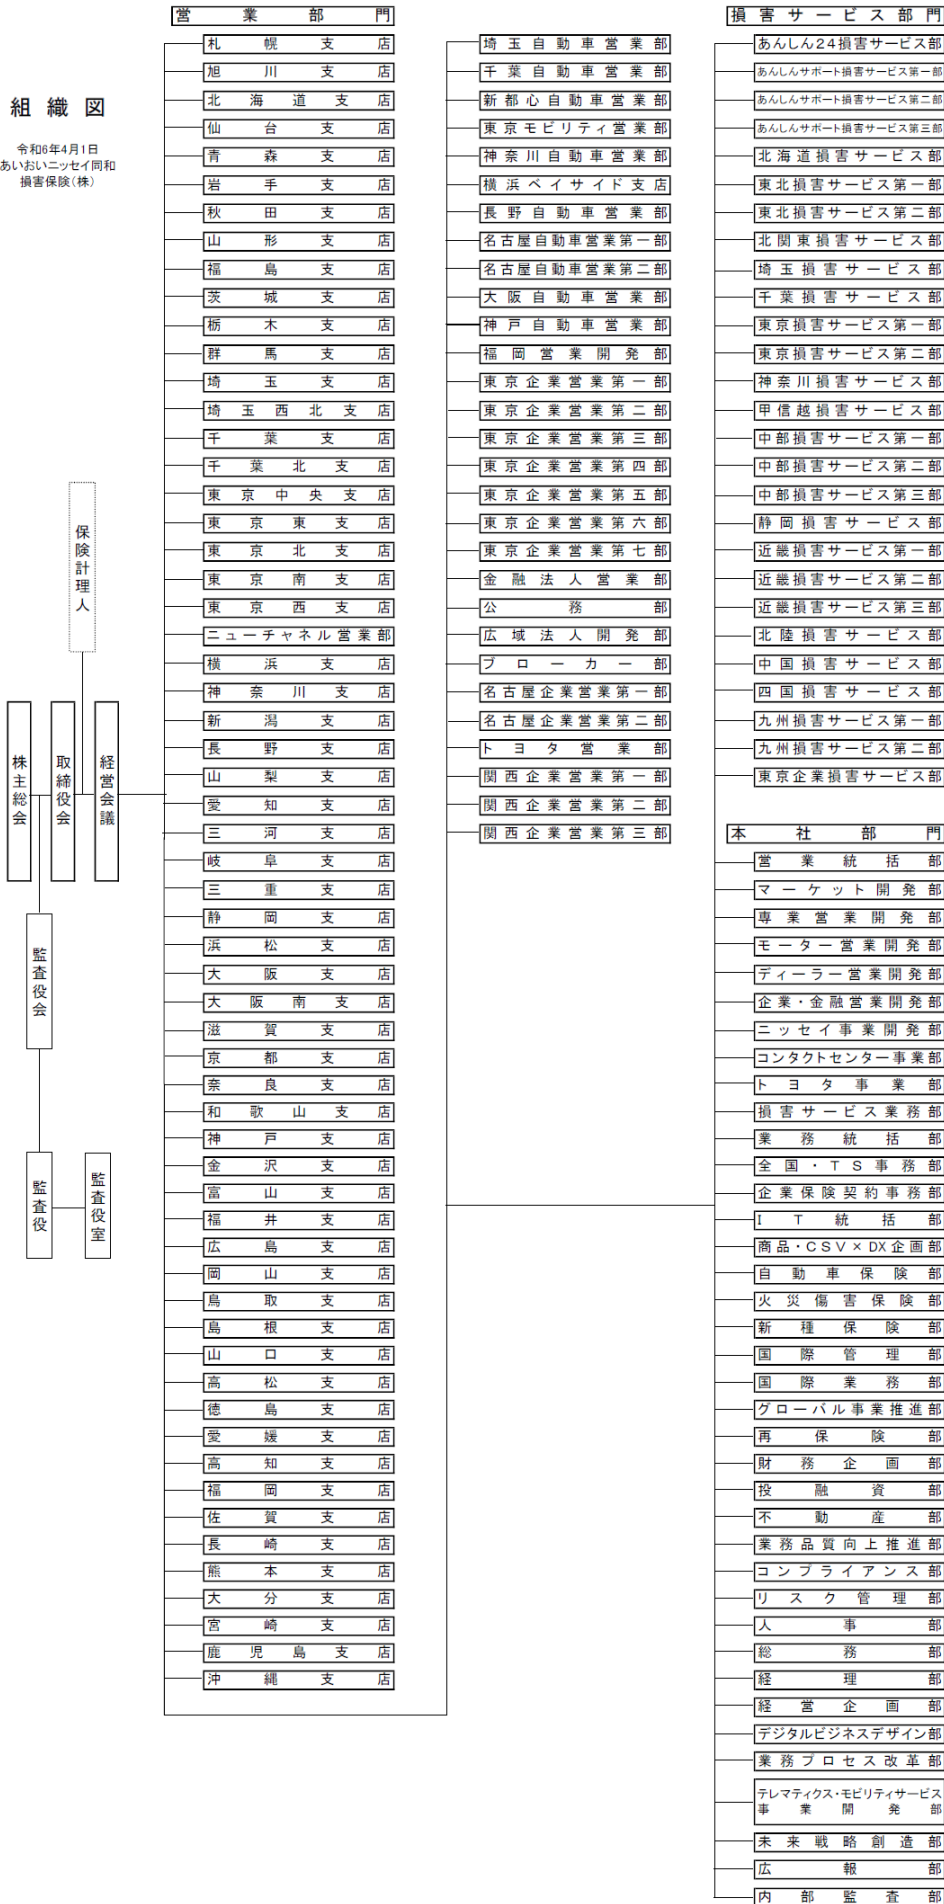 組織図
令和6年4月1日
あいおいニッセイ同和
損害保険(株)
保険計理人
株主総会
取締役会
経営会議
監査役会
監査役
監査役室
営業部門
札幌支店
旭川支店
北海道支店
仙台支店
青森支店
岩手支店
秋田支店
山形支店
福島支店
茨城支店
栃木支店
群馬支店
埼玉支店
埼玉西北支店
千葉支店
千葉北支店
東京中央支店
東京東支店
東京北支店
東京南支店
東京西支店
ニューチャネル営業部
横浜支店
神奈川支店
新潟支店
長野支店
山梨支店
愛知支店
三河支店
岐阜支店
三重支店
静岡支店
浜松支店
大阪支店
大阪南支店
滋賀支店
京都支店
奈良支店
和歌山支店
神戸支店
金沢支店
富山支店
福井支店
広島支店
岡山支店
鳥取支店
島根支店
山口支店
高松支店
徳島支店
愛媛支店
高知支店
福岡支店
佐賀支店
長崎支店
熊本支店
大分支店
宮崎支店
鹿児島支店
沖縄支店
埼玉自動車営業部
千葉自動車営業部
新都心自動車営業部
東京モビリティ営業部
神奈川自動車営業部
横浜ベイサイド支店
長野自動車営業部
名古屋自動車営業第一部
名古屋自動車営業第二部
大阪自動車営業部
神戸自動車営業部
福岡営業開発部
東京企業営業第一部
東京企業営業第二部
東京企業営業第三部
東京企業営業第四部
東京企業営業第五部
東京企業営業第六部
東京企業営業第七部
金融法人営業部
公務部
広域法人開発部
ブローカー部
名古屋企業営業第一部
名古屋企業営業第二部
トヨタ営業部
関西企業営業第一部
関西企業営業第二部
関西企業営業第三部
損害サービス部門
あんしん24損害サービス部
あんしんサポート損害サービス第一部
あんしんサポート損害サービス第二部
あんしんサポート損害サービス第三部
北海道損害サービス部
東北損害サービス第一部
東北損害サービス第二部
北関東損害サービス部
埼玉損害サービス部
千葉損害サービス部
東京損害サービス第一部
東京損害サービス第二部
神奈川損害サービス部
甲信越損害サービス部
中部損害サービス第一部
中部損害サービス第二部
中部損害サービス第三部
静岡損害サービス部
近畿損害サービス第一部
近畿損害サービス第二部
近畿損害サービス第三部
北陸損害サービス部
中国損害サービス部
四国損害サービス部
九州損害サービス第一部
九州損害サービス第二部
東京企業損害サービス部
本社部門
営業統括部
マーケット開発部
専業営業開発部
モーター営業開発部
ディーラー営業開発部
企業・金融営業開発部
ニッセイ事業開発部
コンタクトセンター事業部
トヨタ事業部
損害サービス業務部
業務統括部
全国・TS事務部
企業保険契約事務部
IT統括部
商品・CSV×DX企画部
自動車保険部
火災傷害保険部
新種保険部
国際管理部
国際業務部
グローバル事業推進部
再保険部
財務企画部
投融資部
不動産部
業務品質向上推進部
コンプライアンス部
リスク管理部
人事部
総務部
経理部
経営企画部
デジタルビジネスデザイン部
業務プロセス改革部
テレマティクス・モビリティサービス
事業開発部
未来戦略創造部
広報部
内部監査部